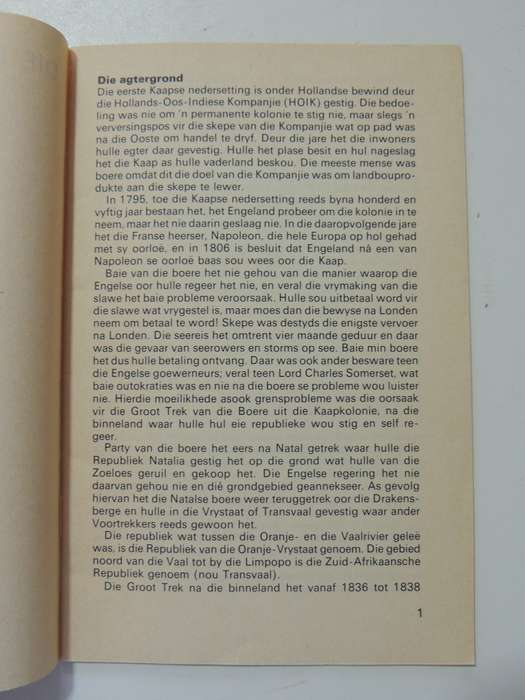 Die agtergrond
Die eerste Kaapse nedersetting is onder Hollandse bewind deur
die Hollands-Oos-Indiese Kompanjie (HOIK) gestig. Die bedoe-
ling was nie om 'n permanente kolonie te stig nie, maar slegs 'n
verversingspos vir die skepe van die Kompanjie wat op pad was
na die Ooste om handel te dryf. Deur die jare het die inwoners
hulle egter daar gevestig. Hulle het plase besit en hul nageslag
het die Kaap as hulle vaderland beskou. Die meeste mense was
boere omdat dit die doel van die Kompanjie was om landboupro-
dukte aan die skepe te lewer.
In 1795, toe die Kaapse nedersetting reeds byna honderd en
vyftig jaar bestaan het, het Engeland probeer om die kolonie in te
neem, maar het nie daarin geslaag nie. In die daaropvolgende jare
het die Franse heerser, Napoleon, die hele Europa op hol gehad
met sy oorloë, en in 1806 is besluit dat Engeland ná een van
Napoleon se oorloë baas sou wees oor die Kaap.
Baie van die boere het nie gehou van die manier waarop die
Engelse oor hulle regeer het nie, en veral die vrymaking van die
slawe het baie probleme veroorsaak. Hulle sou uitbetaal word vir
die slawe wat vrygestel is, maar moes dan die bewyse na Londen
neem om betaal te word! Skepe was destyds die enigste vervoer
na Londen. Die seereis het omtrent vier maande geduur en daar
was die gevaar van seerowers en storms op see. Baie min boere
het dus hulle betaling ontvang. Daar was ook ander besware teen
die Engelse goewerneurs; veral teen Lord Charles Somerset, wat
baie outokraties was en nie na die boere se probleme wou luister
nie. Hierdie moeilikhede asook grensprobleme was die oorsaak
vir die Groot Trek van die Boere uit die Kaapkolonie, na die
binneland waar hulle hul eie republieke wou stig en self re-
geer.
Party van die boere het eers na Natal getrek waar hulle die
Republiek Natalia gestig het op die grond wat hulle van die
Zoeloes geruil en gekoop het. Die Engelse regering het nie
daarvan gehou nie en dié grondgebied geannekseer. As gevolg
hiervan het die Natalse boere weer teruggetrek oor die Drakens-
berge en hulle in die Vrystaat of Transvaal gevestig waar ander
Voortrekkers reeds gewoon het.
Die republiek wat tussen die Oranje- en die Vaalrivier geleë
was, is die Republiek van die Oranje-Vrystaat genoem. Die gebied
noord van die Vaal tot by die Limpopo is die Zuid-Afrikaansche
Republiek genoem (nou Transvaal).
Die Groot Trek na die binneland het vanaf 1836 tot 1838
1